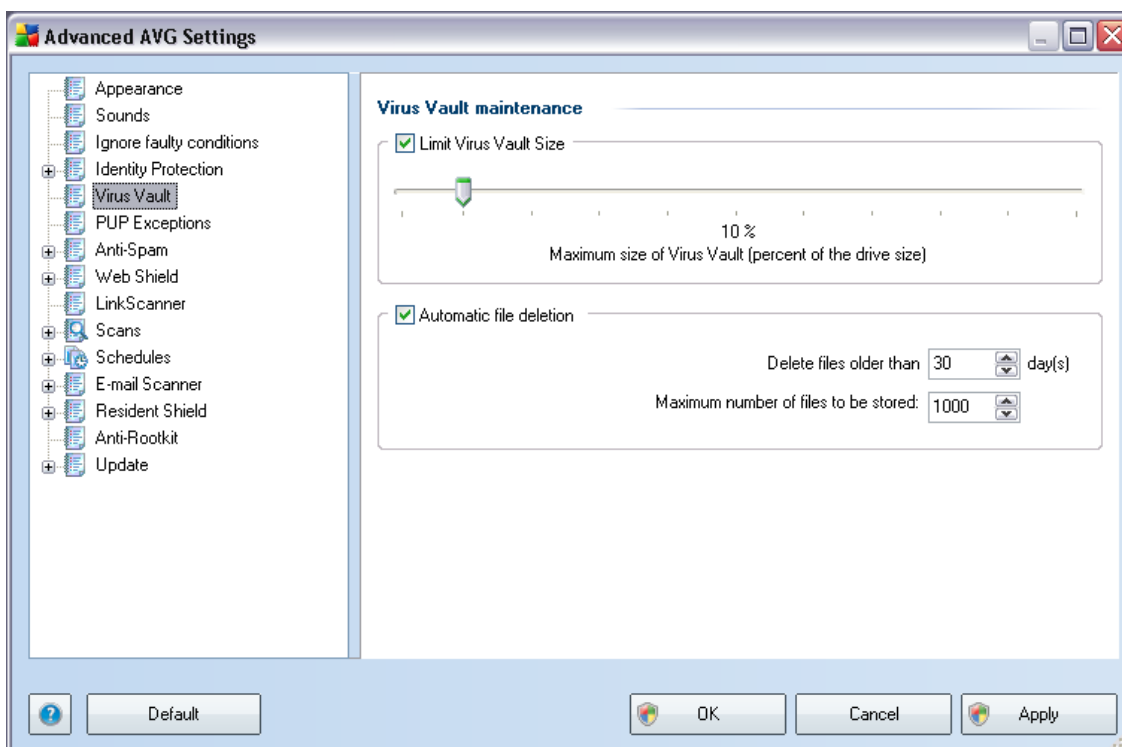 Advanced AVG Settings
Appearance
Sounds
Ignore faulty conditions
Identity Protection
Virus Vault
PUP Exceptions
Anti-Spam
Web Shield
LinkScanner
Scans
Schedules
E-mail Scanner
Resident Shield
Anti-Rootkit
Update
Virus Vault maintenance
Limit Virus Vault Size
10 %
Maximum size of Virus Vault (percent of the drive size)
Automatic file deletion
Delete files older than 30 day(s)
Maximum number of files to be stored: 1000
? Default OK Cancel Apply